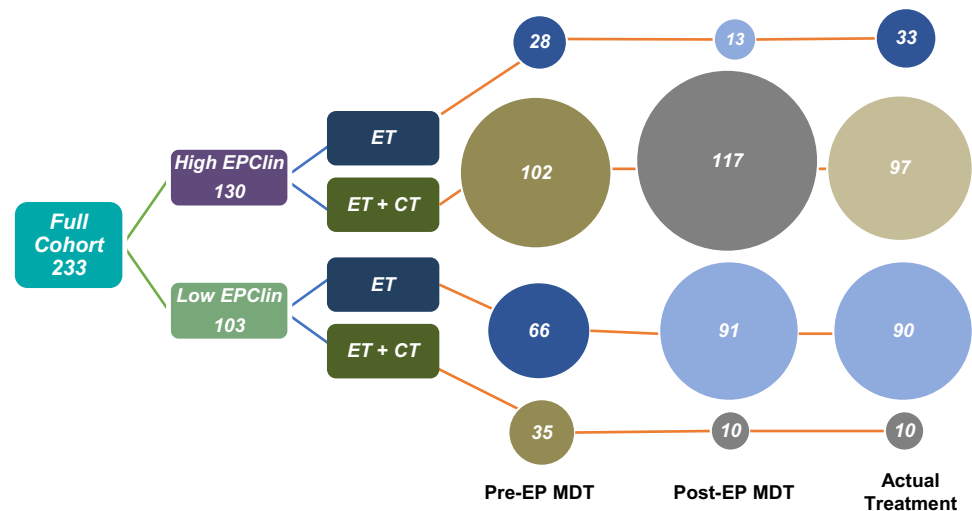 Full
Cohort
233
High EPClin
130
Low EPClin
103
ET
ET + CT
ET
ET + CT
28
13
33
102
117
97
66
91
90
35
10
10
Pre-EP MDT
Post-EP MDT
Actual
Treatment